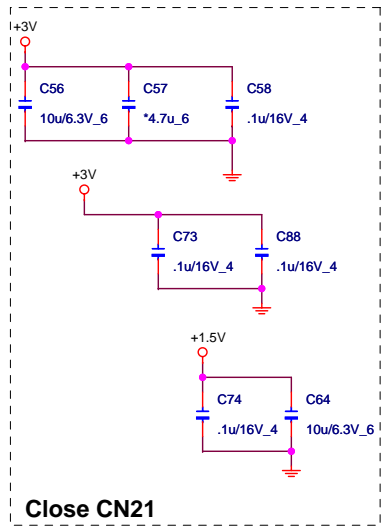 +3V
C56
C57
C58
10u/6.3V_6
*4.7u_6
.1u/16V_4
+3V
C73
C88
.1u/16V_4
.1u/16V_4
+1.5V
C74
C64
.1u/16V_4
10u/6.3V_6
Close CN21